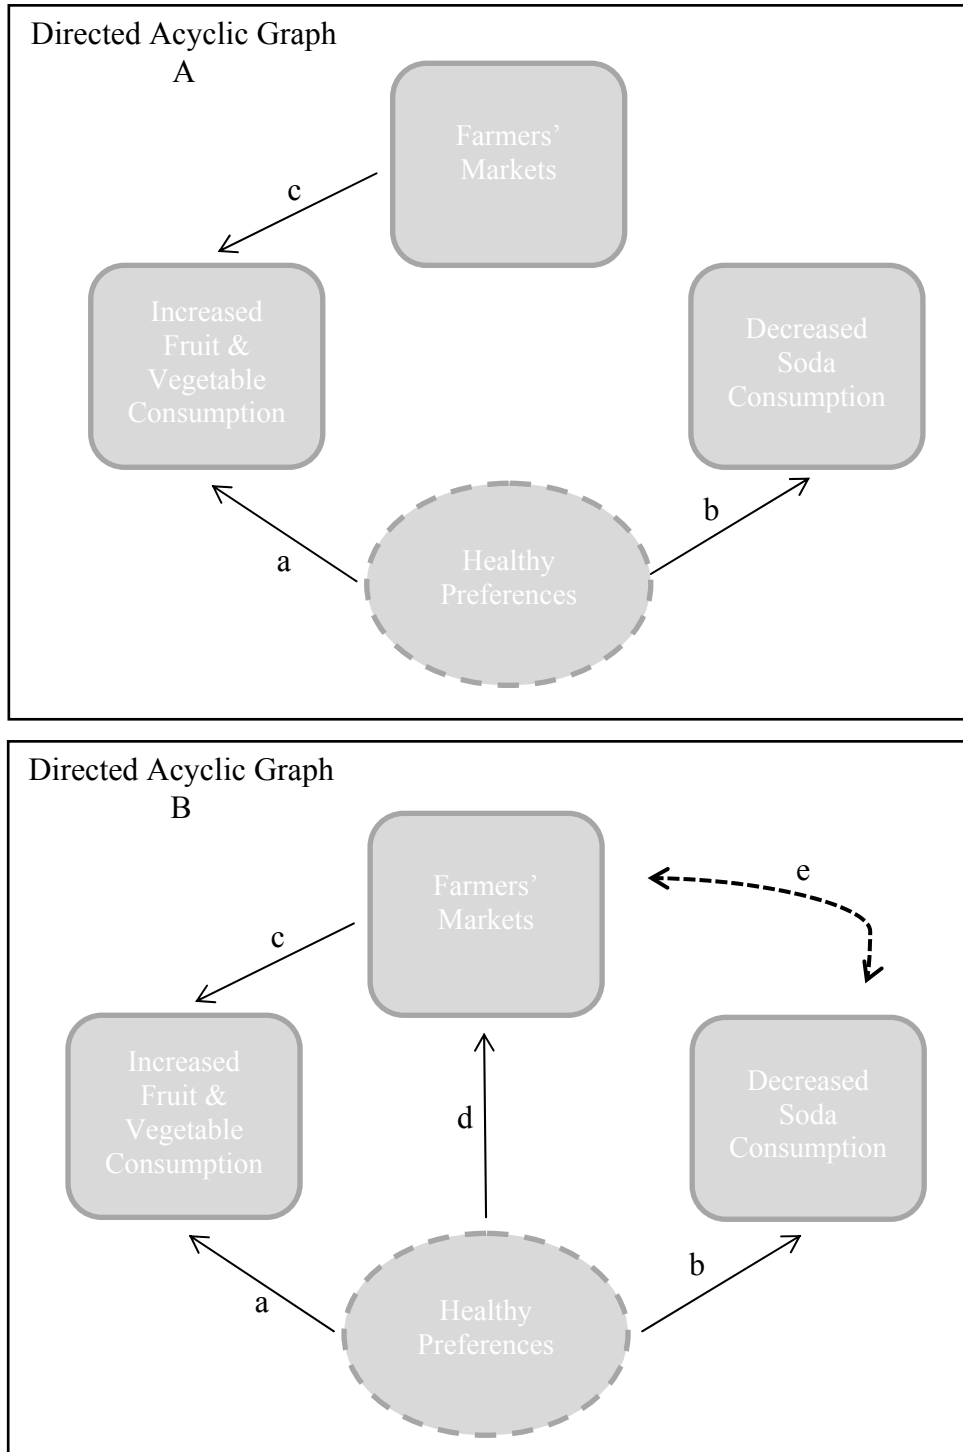 Directed Acyclic Graph
A
Farmers’
Markets
c
Increased
Fruit &
Vegetable
Consumption
Decreased
Soda
Consumption
a
Healthy
Preferences
b
Directed Acyclic Graph
B
Farmers’
Markets
e
c
Increased
Fruit &
Vegetable
Consumption
d
Decreased
Soda
Consumption
a
Healthy
Preferences
b